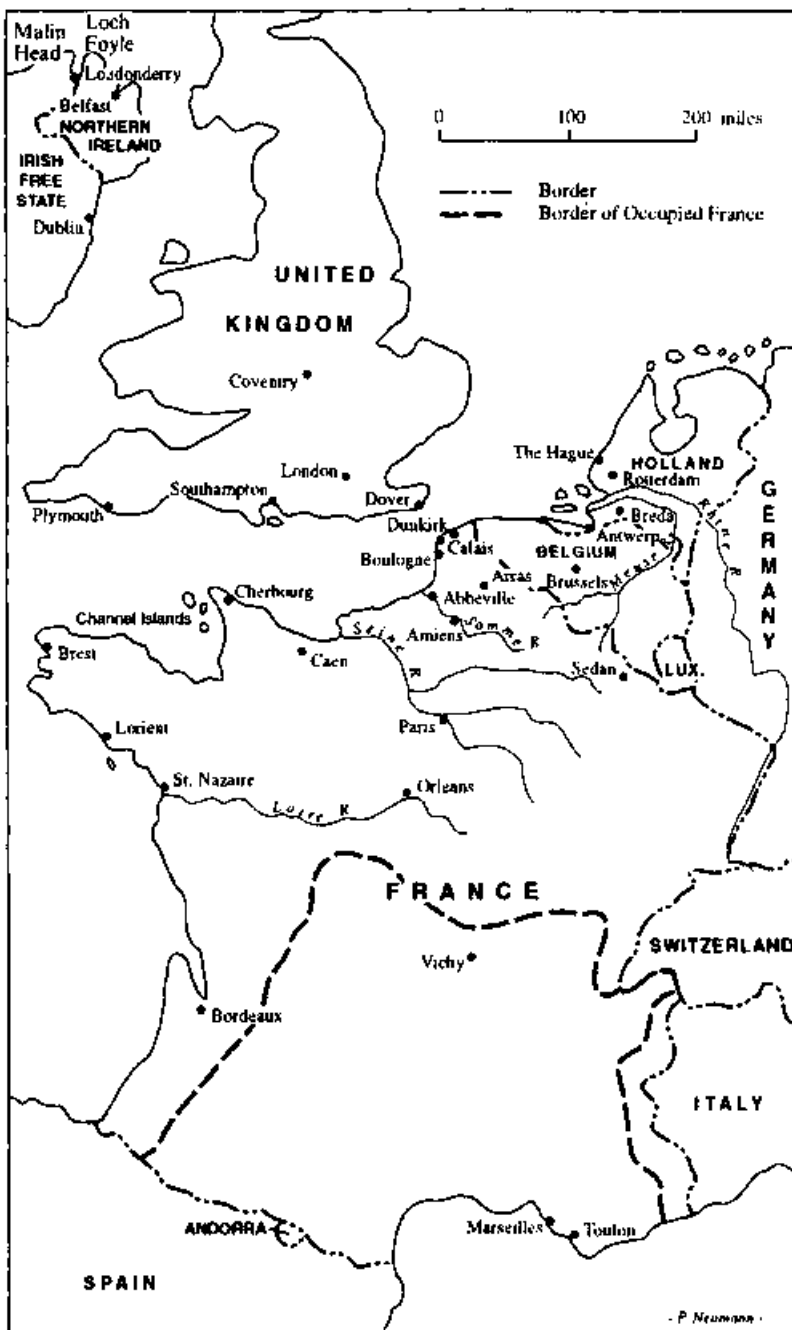 Malin
Head
Loch
Foyle
Londonderry
Belfast
NORTHERN
IRELAND
IRISH
FREE
STATE
Dublin
0 100 200 miles
Border
Border of Occupied France
UNITED
KINGDOM
Coventry
London
Southampton
Plymouth
Dover
The Hague
HOLLAND
Rotterdam
Rhine R
GERMANY
Dunkirk
Calais
Boulogne
Breda
Antwerp
BELGIUM
Brussels
Meuse R
Arras
Abbeville
Amiens
Somme R
Cherbourg
Channel Islands
Caen
Seine R
Brest
Sedan
LUX.
Lorient
Paris
St. Nazaire
Orleans
Loire R
FRANCE
Vichy
SWITZERLAND
Bordeaux
ITALY
ANDORRA
Marseilles
Toulon
SPAIN
- P Neumann -